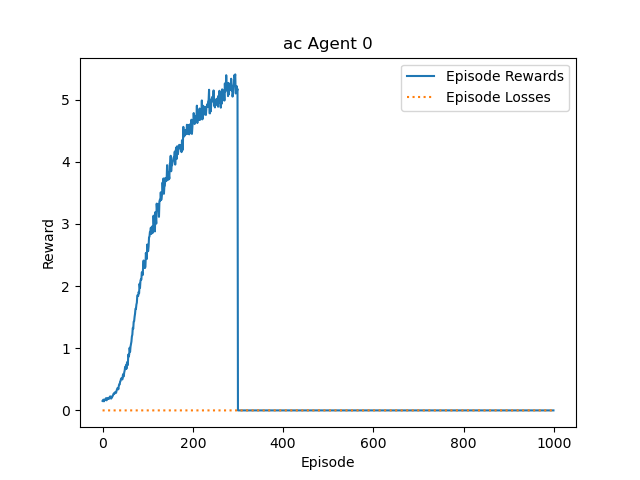 ac Agent 0
Episode Rewards
Episode Losses
5
4
3
2
1
0
Reward
0 200 400 600 800 1000
Episode